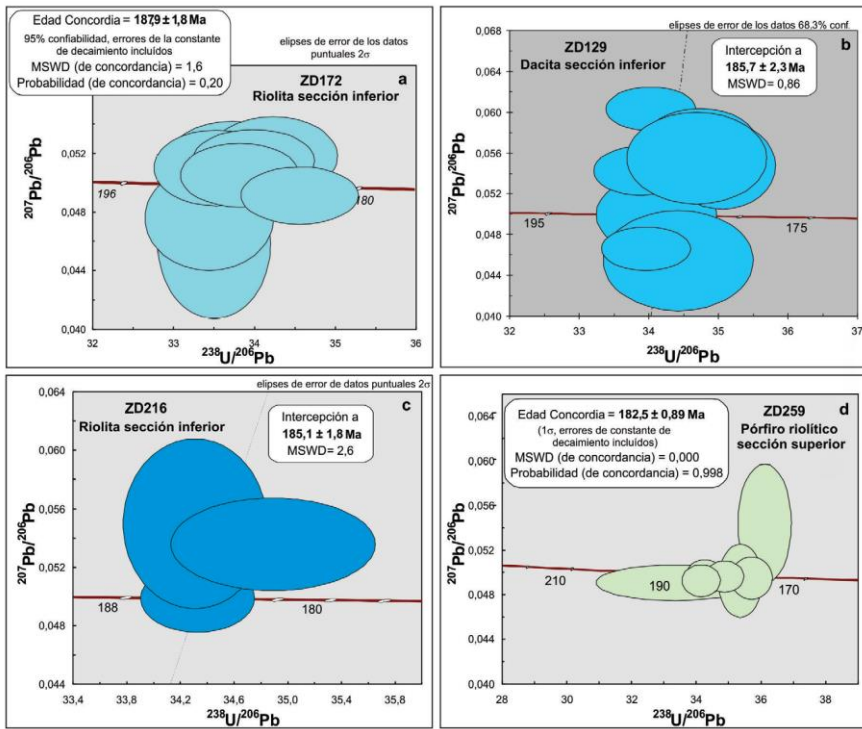 Edad Concordia = 187,9 ± 1,8 Ma
95% confiabilidad, errores de la constante
de decaimiento incluídos
MSWD (de concordancia) = 1,6
Probabilidad (de concordancia) = 0,20
elipses de error de los datos
puntuales 2σ
ZD172
Riolita sección inferior
a
196
180
0,052
0,048
0,044
0,040
207Pb/206Pb
32
33
34
35
36
238U/206Pb
elipses de error de los datos 68.3% conf.
ZD129
Dacita sección inferior
Intercepción a
185,7 ± 2,3 Ma
MSWD= 0,86
b
195
175
0,068
0,064
0,060
0,056
0,052
0,048
0,044
0,040
207Pb/206Pb
32
33
34
35
36
37
238U/206Pb
elipses de error de datos puntuales 2σ
ZD216
Riolita sección inferior
Intercepción a
185,1 ± 1,8 Ma
MSWD= 2,6
c
188
180
0,064
0,060
0,056
0,052
0,048
0,044
207Pb/206Pb
33,4
33,8
34,2
34,6
35,0
35,4
238U/206Pb
Edad Concordia = 182,5 ± 0,89 Ma
(1σ, errores de constante de
decaimiento incluídos)
MSWD (de concordancia) = 0,000
Probabilidad (de concordancia) = 0,998
d
ZD259
Pórfiro riolítico
sección superior
210
190
170
0,064
0,060
0,056
0,052
0,048
0,044
0,040
207Pb/206Pb
28
30
32
34
36
38
238U/206Pb